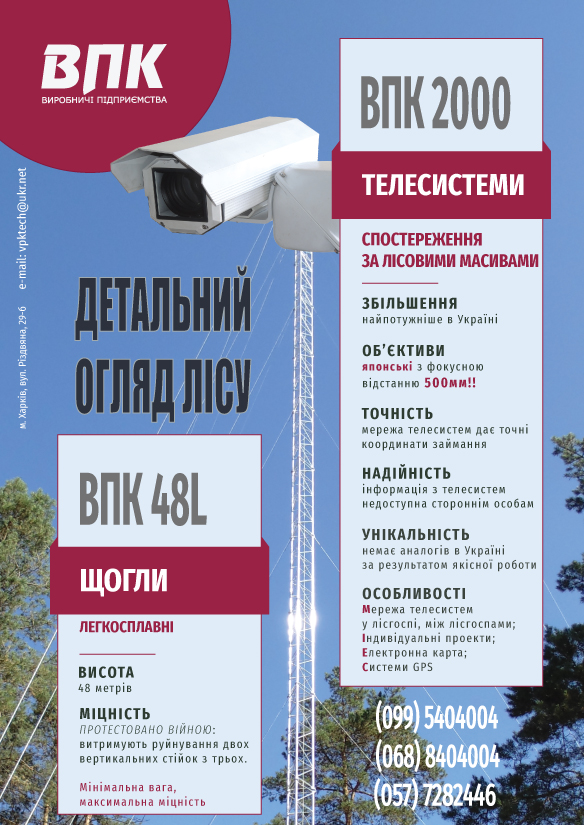 ВПК
ВИРОБНИЧІ ПІДПРИЄМСТВА
м. Харків, вул. Різдвяна, 29-б e-mail: vpktech@ukr.net
ДЕТАЛЬНИЙ
ОГЛЯД ЛІСУ
ВПК 48L
ЩОГЛИ
ЛЕГКОСПЛАВНІ
ВИСОТА
48 метрів
МІЦНІСТЬ
ПРОТЕСТОВАНО ВІЙНОЮ:
витримують руйнування двох
вертикальних стійок з трьох.
Мінімальна вага,
максимальна міцність
ВПК 2000
ТЕЛЕСИСТЕМИ
СПОСТЕРЕЖЕННЯ
ЗА ЛІСОВИМИ МАСИВАМИ
ЗБІЛЬШЕННЯ
найпотужніше в Україні
ОБ’ЄКТИВИ
японські з фокусною
відстанню 500мм!!
ТОЧНІСТЬ
мережа телесистем дає точні
координати займання
НАДІЙНІСТЬ
інформація з телесистем
недоступна стороннім особам
УНІКАЛЬНІСТЬ
немає аналогів в Україні
за результатом якісної роботи
ОСОБЛИВОСТІ
Мережа телесистем
у лісгоспі, між лісгоспами;
Індивідуальні проекти;
Електронна карта;
Системи GPS
(099) 5404004
(068) 8404004
(057) 7282446